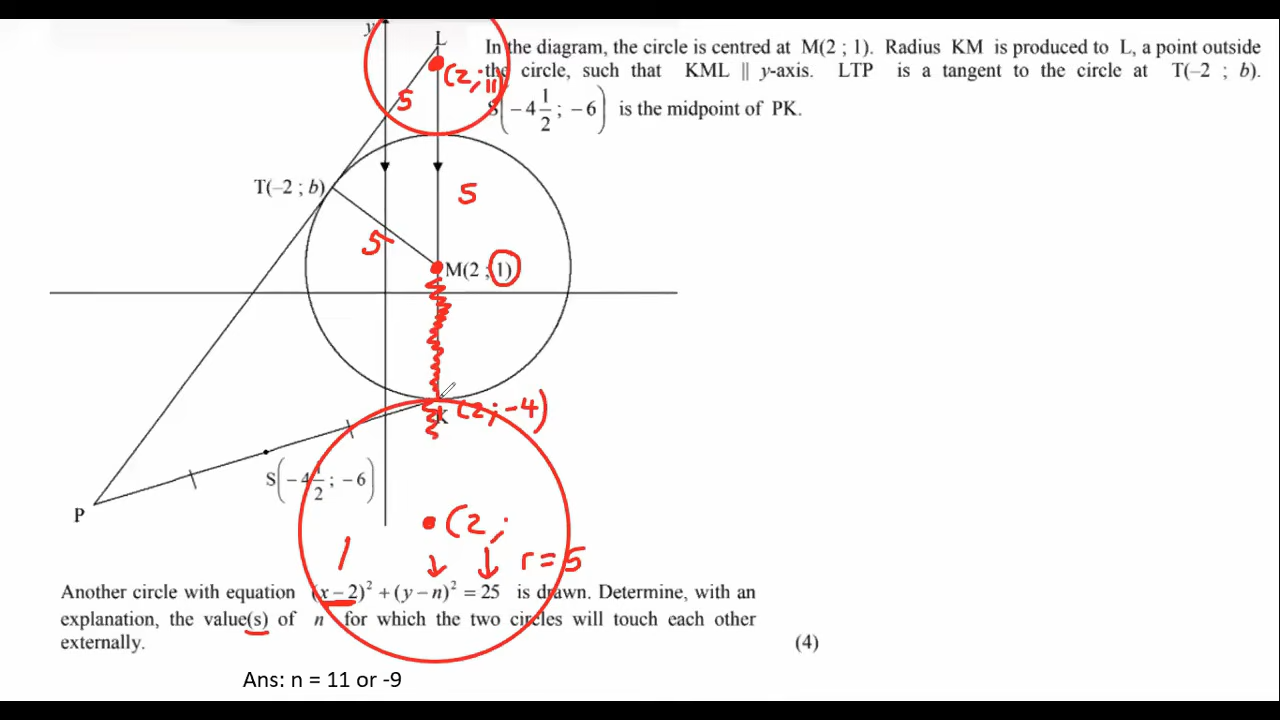 y
L
In the diagram, the circle is centred at M(2 ; 1). Radius KM is produced to L, a point outside
the circle, such that KML || y-axis. LTP is a tangent to the circle at T(−2 ; b).
S(−4 1/2 ; −6) is the midpoint of PK.
(2;11)
5
T(−2 ; b)
5
5
M(2 ; 1)
K
(2;-4)
S(−4 1/2 ; −6)
P
(2;
r = 5
Another circle with equation (x − 2)² + (y − n)² = 25 is drawn. Determine, with an
explanation, the value(s) of n for which the two circles will touch each other
externally.
(4)
Ans: n = 11 or -9